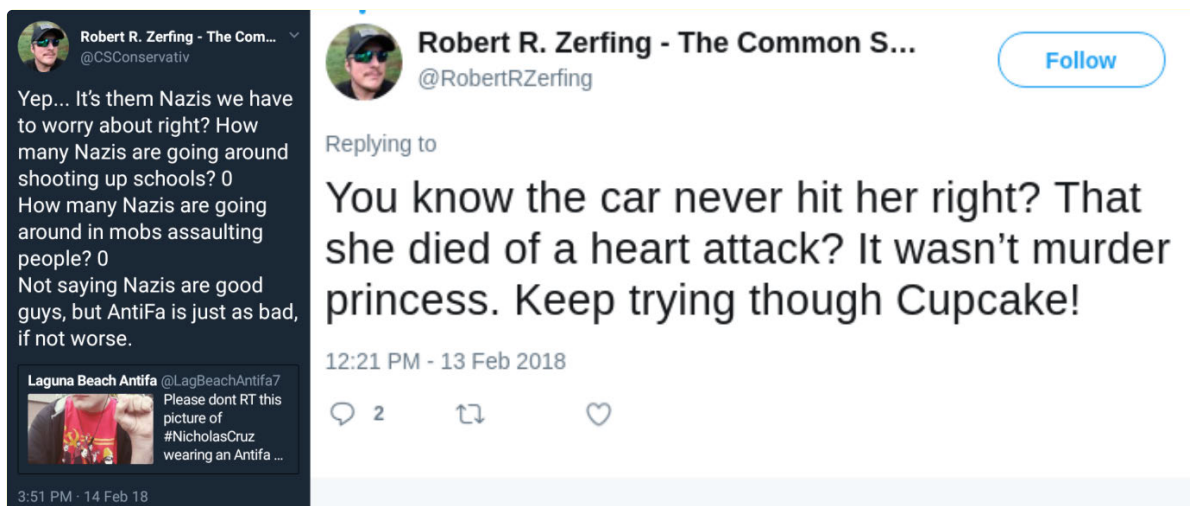 Robert R. Zerfing - The Com...
@CSConservativ
Yep... It's them Nazis we have
to worry about right? How
many Nazis are going around
shooting up schools? 0
How many Nazis are going
around in mobs assaulting
people? 0
Not saying Nazis are good
guys, but AntiFa is just as bad,
if not worse.
Laguna Beach Antifa @LagBeachAntifa7
Please dont RT this
picture of
#NicholasCruz
wearing an Antifa ...
3:51 PM · 14 Feb 18
Robert R. Zerfing - The Common S...
@RobertRZerfing
Follow
Replying to
You know the car never hit her right? That
she died of a heart attack? It wasn't murder
princess. Keep trying though Cupcake!
12:21 PM - 13 Feb 2018
2